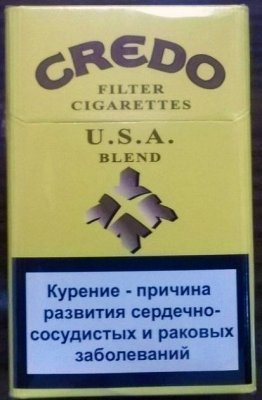 CREDO
FILTER
CIGARETTES
U.S.A.
BLEND
Курение - причина
развития сердечно-
сосудистых и раковых
заболеваний